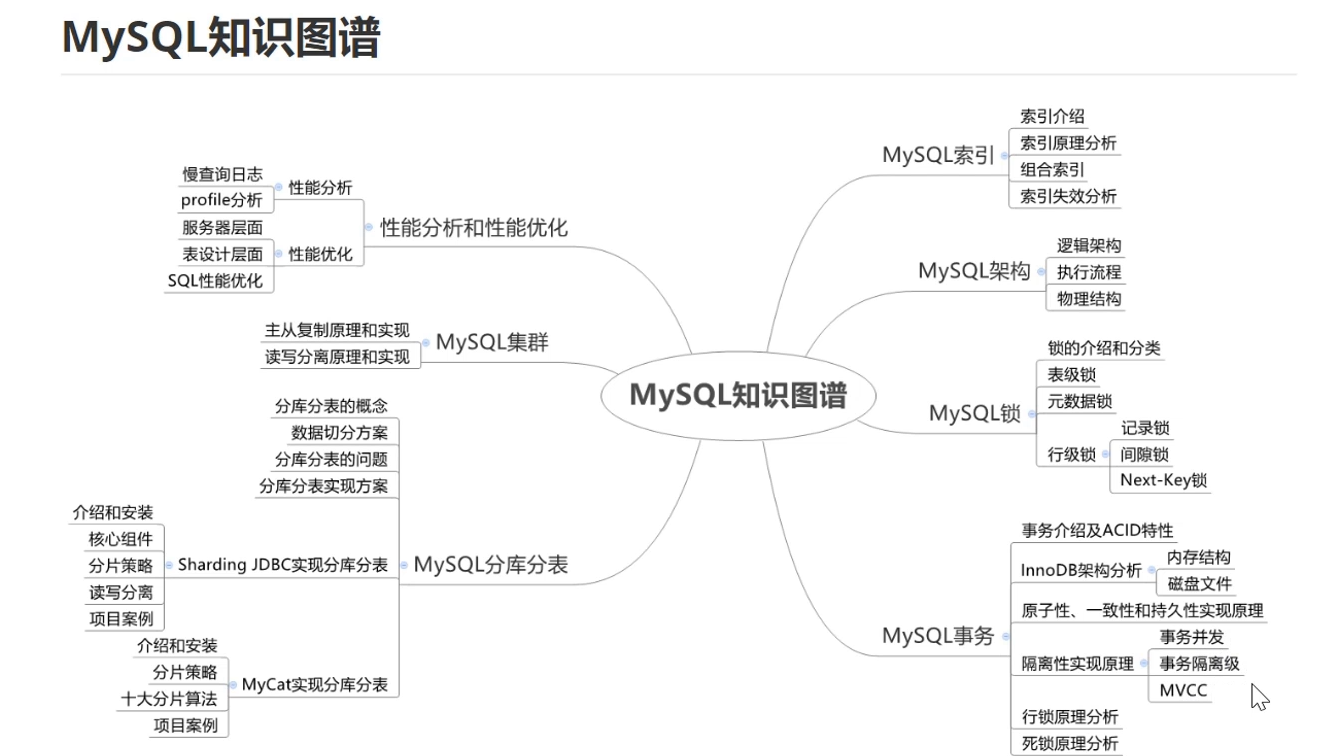 MySQL知识图谱
MySQL知识图谱
MySQL索引
索引介绍
索引原理分析
组合索引
索引失效分析
MySQL架构
逻辑架构
执行流程
物理结构
MySQL锁
锁的介绍和分类
表级锁
元数据锁
行级锁
记录锁
间隙锁
Next-Key锁
MySQL事务
事务介绍及ACID特性
InnoDB架构分析
内存结构
磁盘文件
原子性、一致性和持久性实现原理
隔离性实现原理
事务并发
事务隔离级
MVCC
行锁原理分析
死锁原理分析
性能分析和性能优化
性能分析
慢查询日志
profile分析
性能优化
服务器层面
表设计层面
SQL性能优化
MySQL集群
主从复制原理和实现
读写分离原理和实现
MySQL分库分表
分库分表的概念
数据切分方案
分库分表的问题
分库分表实现方案
Sharding JDBC实现分库分表
介绍和安装
核心组件
分片策略
读写分离
项目案例
MyCat实现分库分表
介绍和安装
分片策略
十大分片算法
项目案例